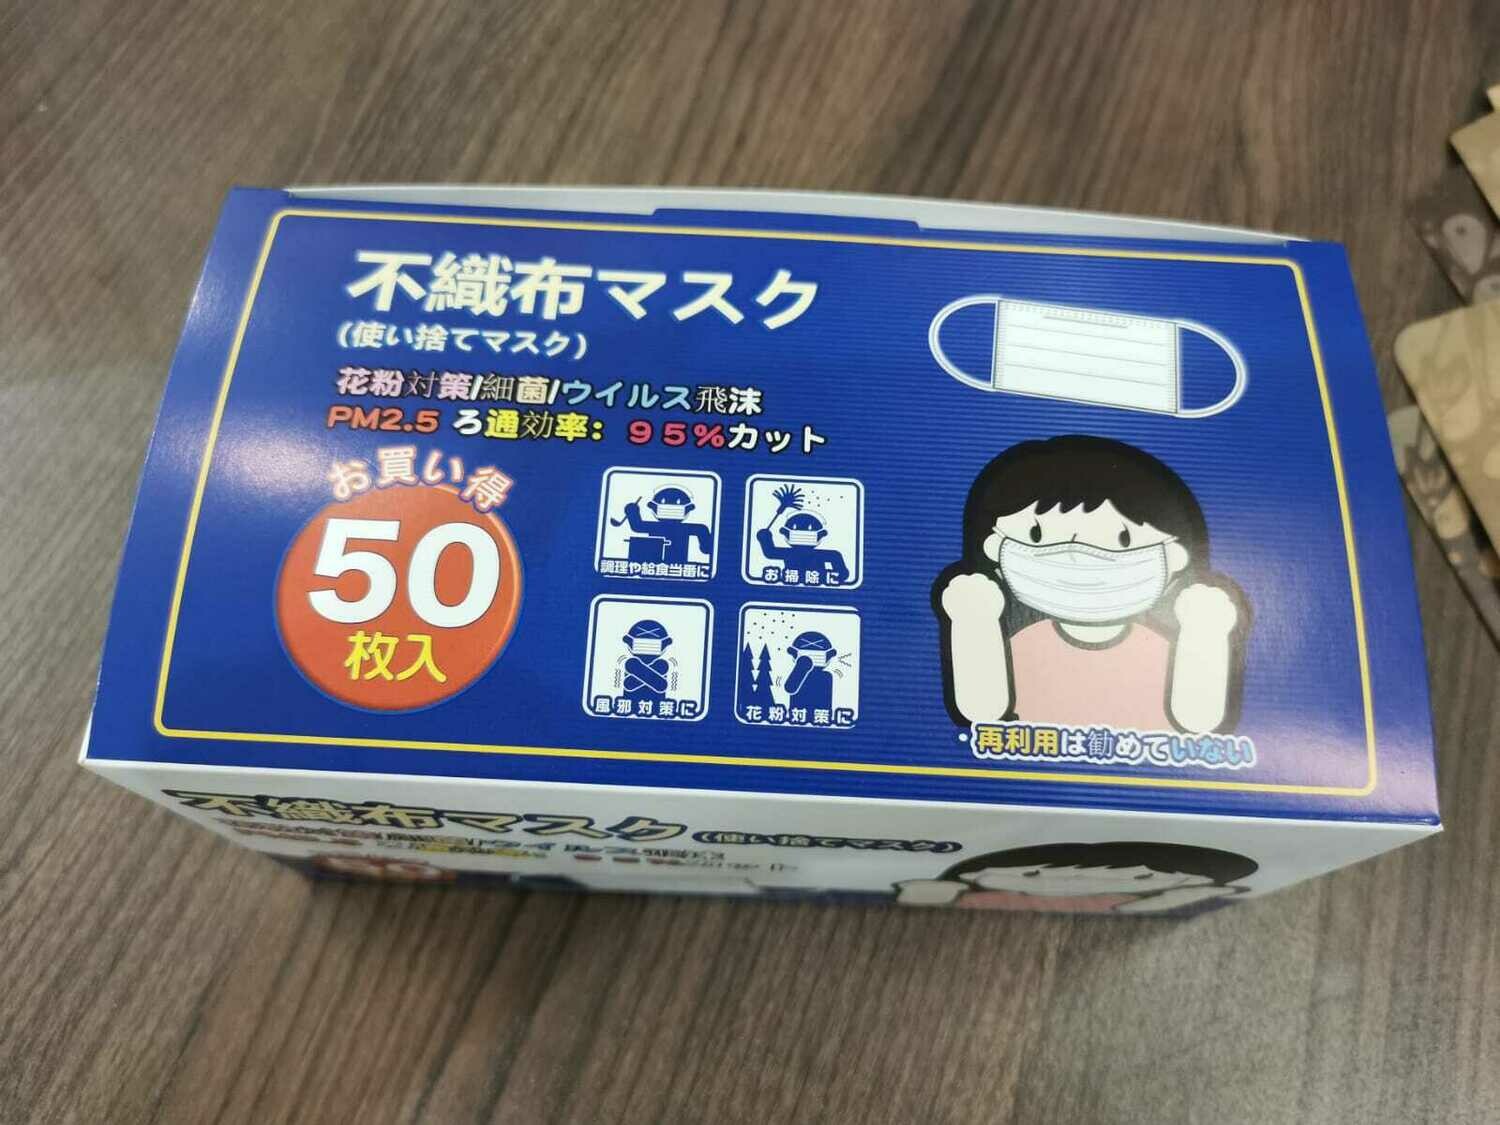 不織布マスク
(使い捨てマスク)
花粉対策/細菌/ウイルス飛沫
PM2.5 ろ通効率: 95%カット
お買い得
50
枚入
調理や給食当番に
お掃除に
風邪対策に
花粉対策に
・再利用は勧めていない
不織布マスク (使い捨てマスク)